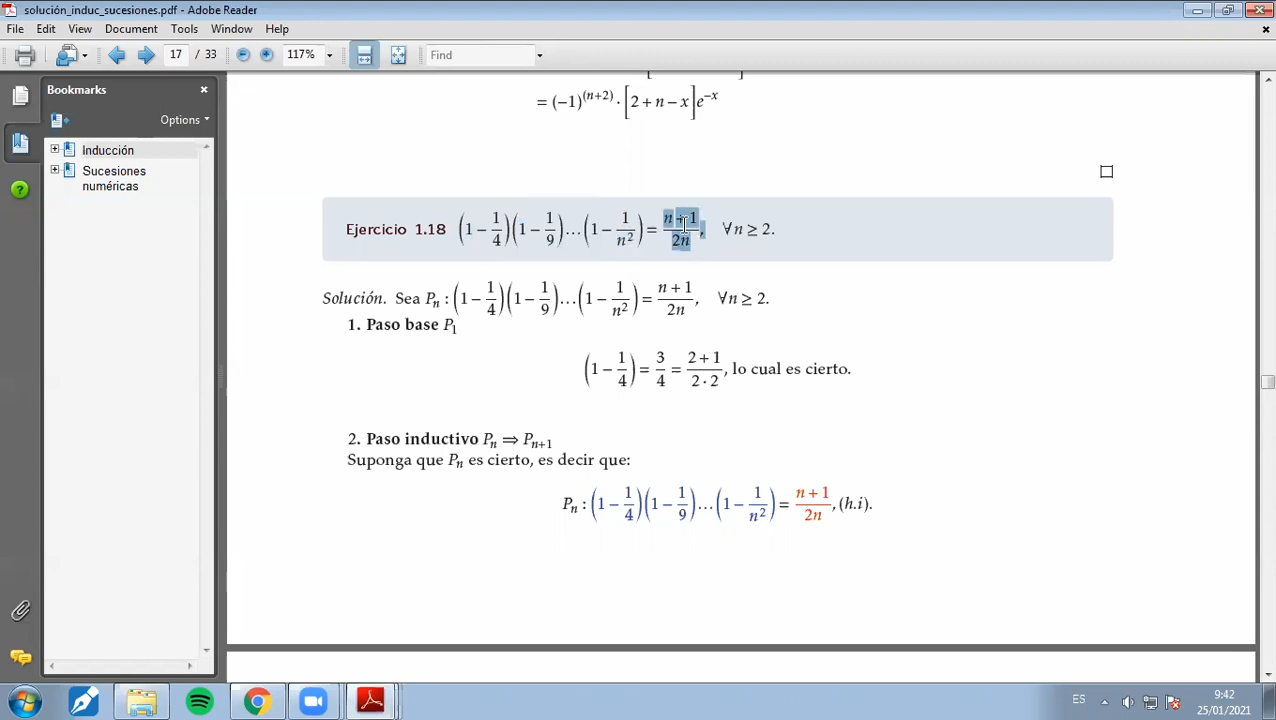 solución_induc_sucesiones.pdf - Adobe Reader
File Edit View Document Tools Window Help
17 / 33 117% Find
Bookmarks
Options
Inducción
Sucesiones
numéricas
= (−1)^(n+2) · [2 + n − x] e^−x
Ejercicio 1.18 (1 − 1/4)(1 − 1/9)…(1 − 1/n²) = (n + 1)/2n, ∀n ≥ 2.
Solución. Sea Pₙ : (1 − 1/4)(1 − 1/9)…(1 − 1/n²) = (n + 1)/2n, ∀n ≥ 2.
1. Paso base P₁
(1 − 1/4) = 3/4 = (2 + 1)/(2 · 2), lo cual es cierto.
2. Paso inductivo Pₙ ⇒ Pₙ₊₁
Suponga que Pₙ es cierto, es decir que:
Pₙ : (1 − 1/4)(1 − 1/9)…(1 − 1/n²) = (n + 1)/2n, (h.i).
ES
9:42
25/01/2021